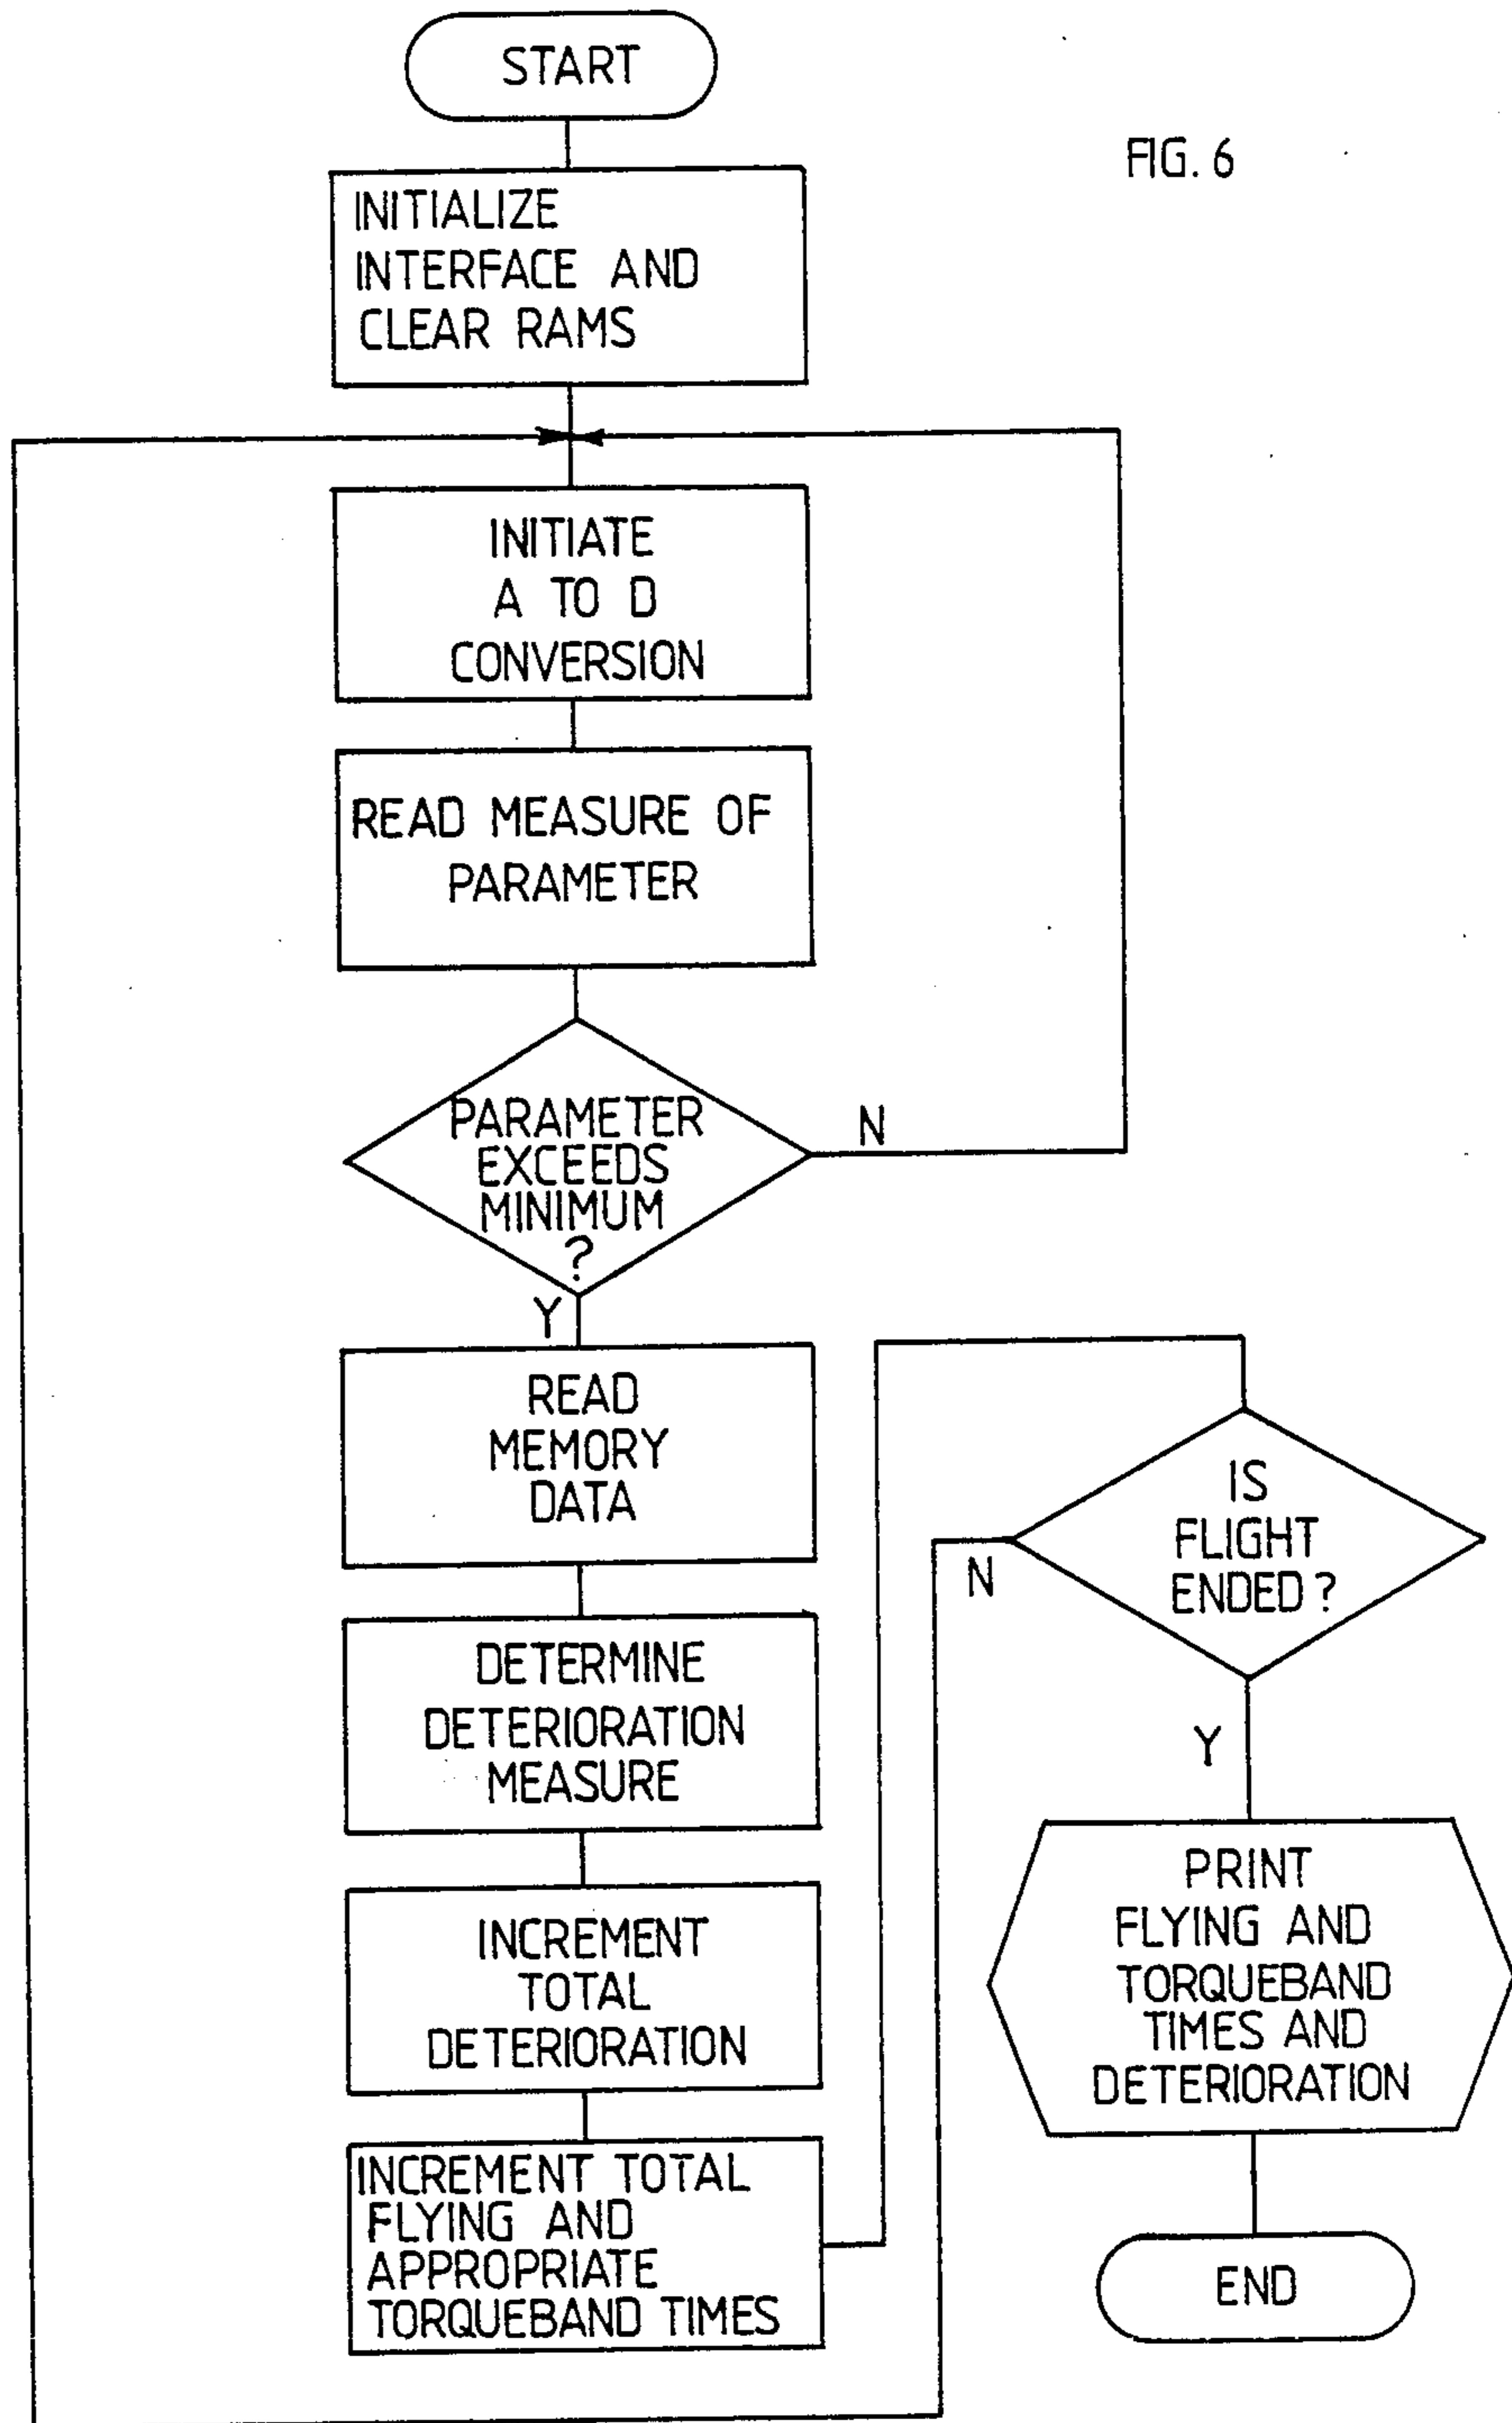 START
FIG. 6
INITIALIZE
INTERFACE AND
CLEAR RAMS
INITIATE
A TO D
CONVERSION
READ MEASURE OF
PARAMETER
PARAMETER
EXCEEDS
MINIMUM
?
N
Y
READ
MEMORY
DATA
DETERMINE
DETERIORATION
MEASURE
INCREMENT
TOTAL
DETERIORATION
INCREMENT TOTAL
FLYING AND
APPROPRIATE
TORQUEBAND TIMES
IS
FLIGHT
ENDED?
N
Y
PRINT
FLYING AND
TORQUEBAND
TIMES AND
DETERIORATION
END